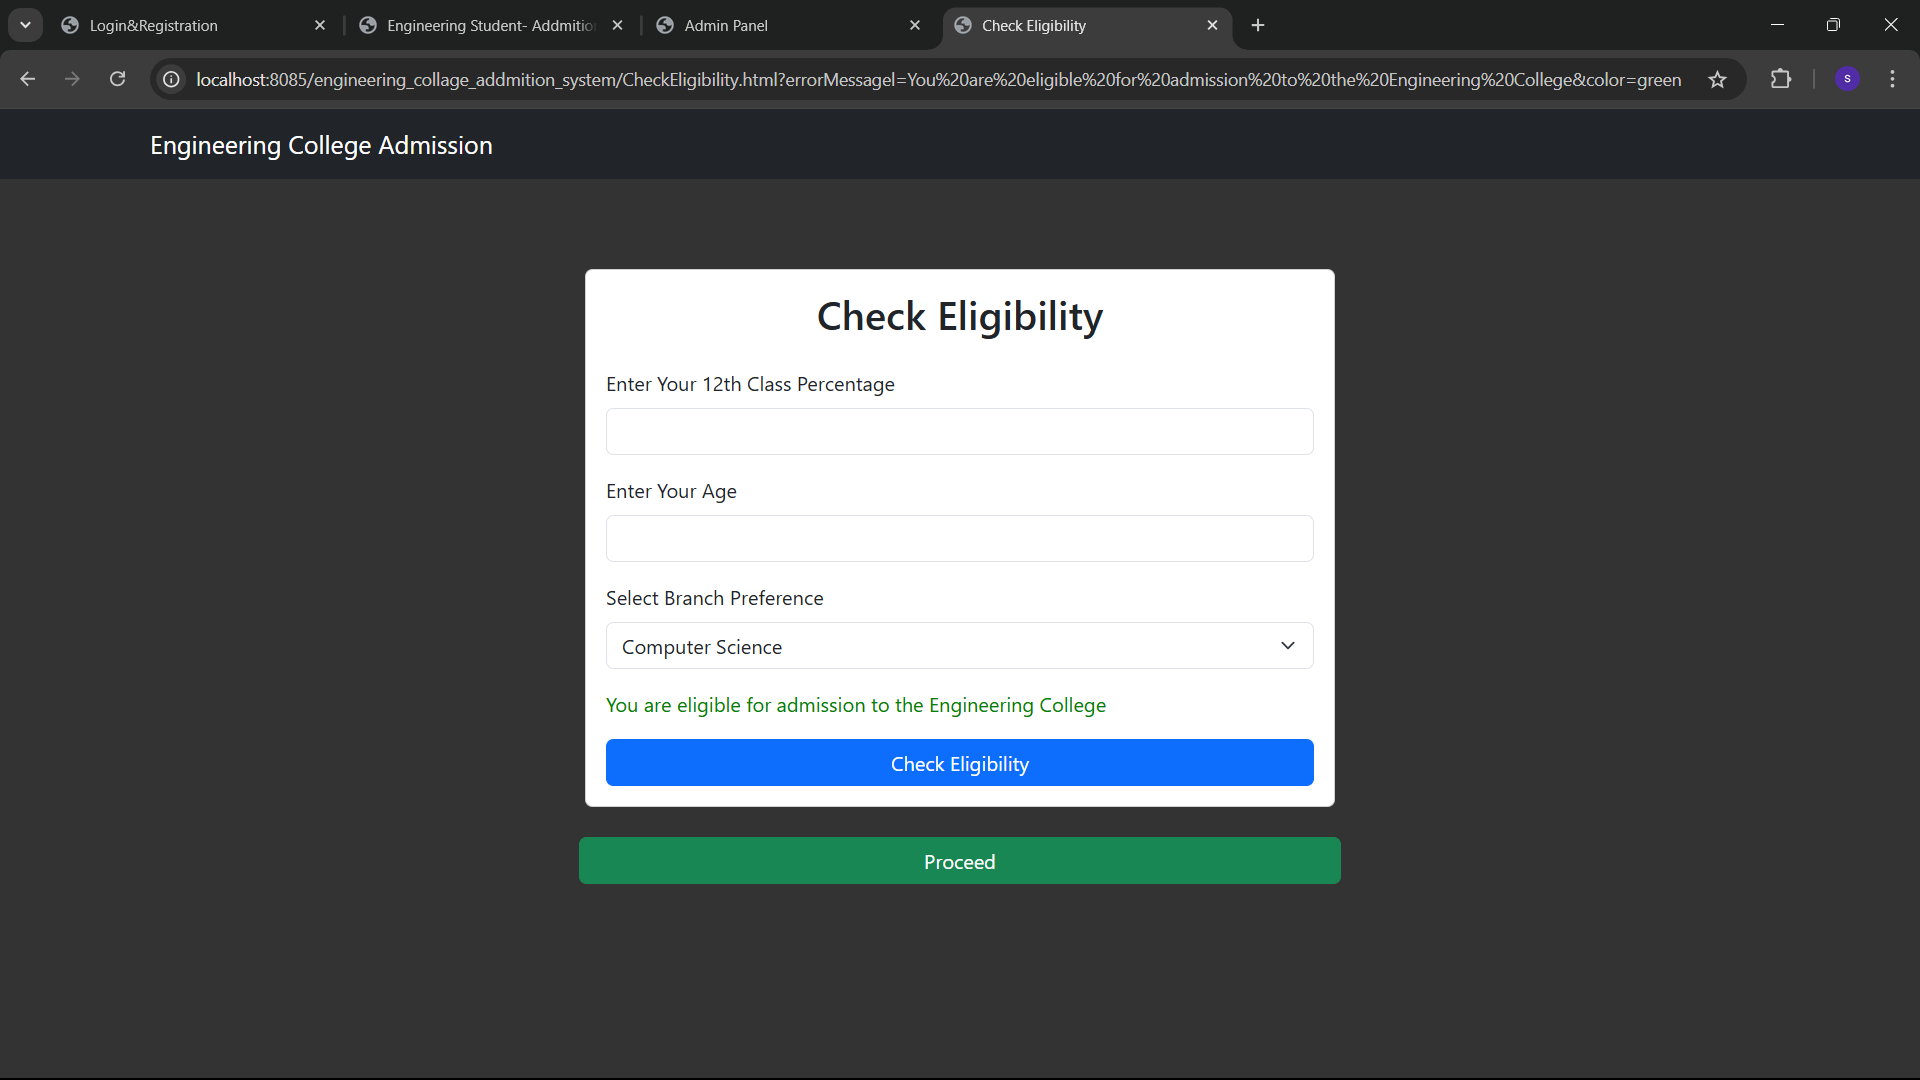 Login&Registration
Engineering Student- Addmitio
Admin Panel
Check Eligibility
localhost:8085/engineering_collage_addmition_system/CheckEligibility.html?errorMessagel=You%20are%20eligible%20for%20admission%20to%20the%20Engineering%20College&color=green
S
Engineering College Admission
Check Eligibility
Enter Your 12th Class Percentage
Enter Your Age
Select Branch Preference
Computer Science
You are eligible for admission to the Engineering College
Check Eligibility
Proceed